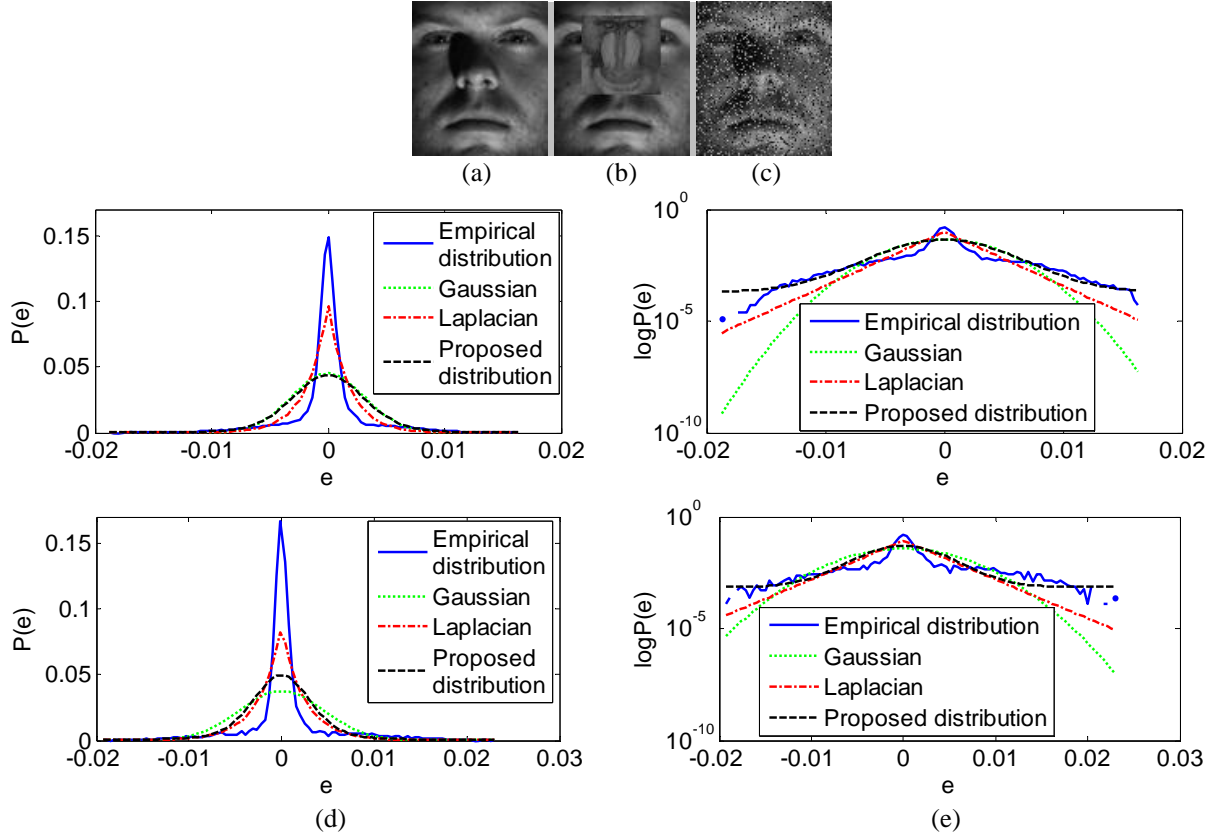 (a) (b) (c)
0.15
0.1
0.05
0
P(e)
-0.02 -0.01 0 0.01 0.02
e
Empirical
distribution
Gaussian
Laplacian
Proposed
distribution
10^0
10^-5
10^-10
logP(e)
-0.02 -0.01 0 0.01 0.02
e
Empirical distribution
Gaussian
Laplacian
Proposed distribution
0.15
0.1
0.05
0
P(e)
-0.02 -0.01 0 0.01 0.02 0.03
e
Empirical
distribution
Gaussian
Laplacian
Proposed
distribution
10^0
10^-5
10^-10
logP(e)
-0.02 -0.01 0 0.01 0.02 0.03
e
Empirical distribution
Gaussian
Laplacian
Proposed distribution
(d) (e)